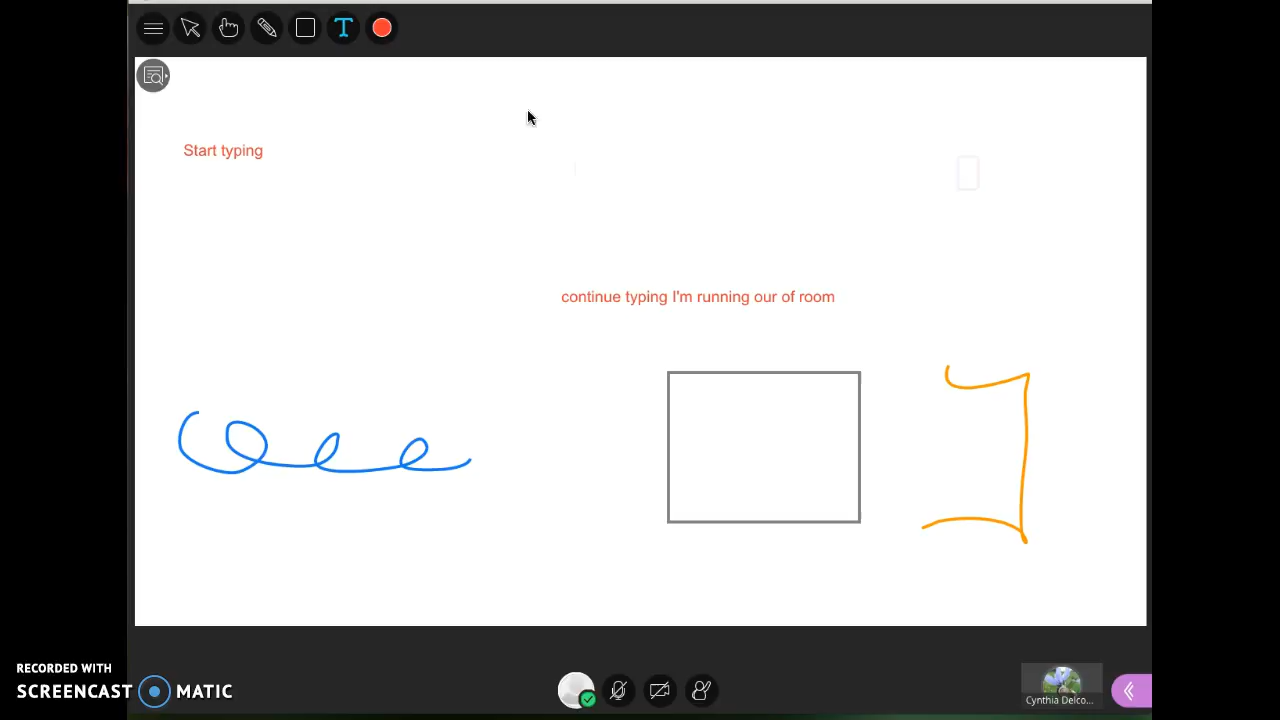 T
Start typing
continue typing I'm running our of room
RECORDED WITH
SCREENCAST MATIC
Cynthia Delco...